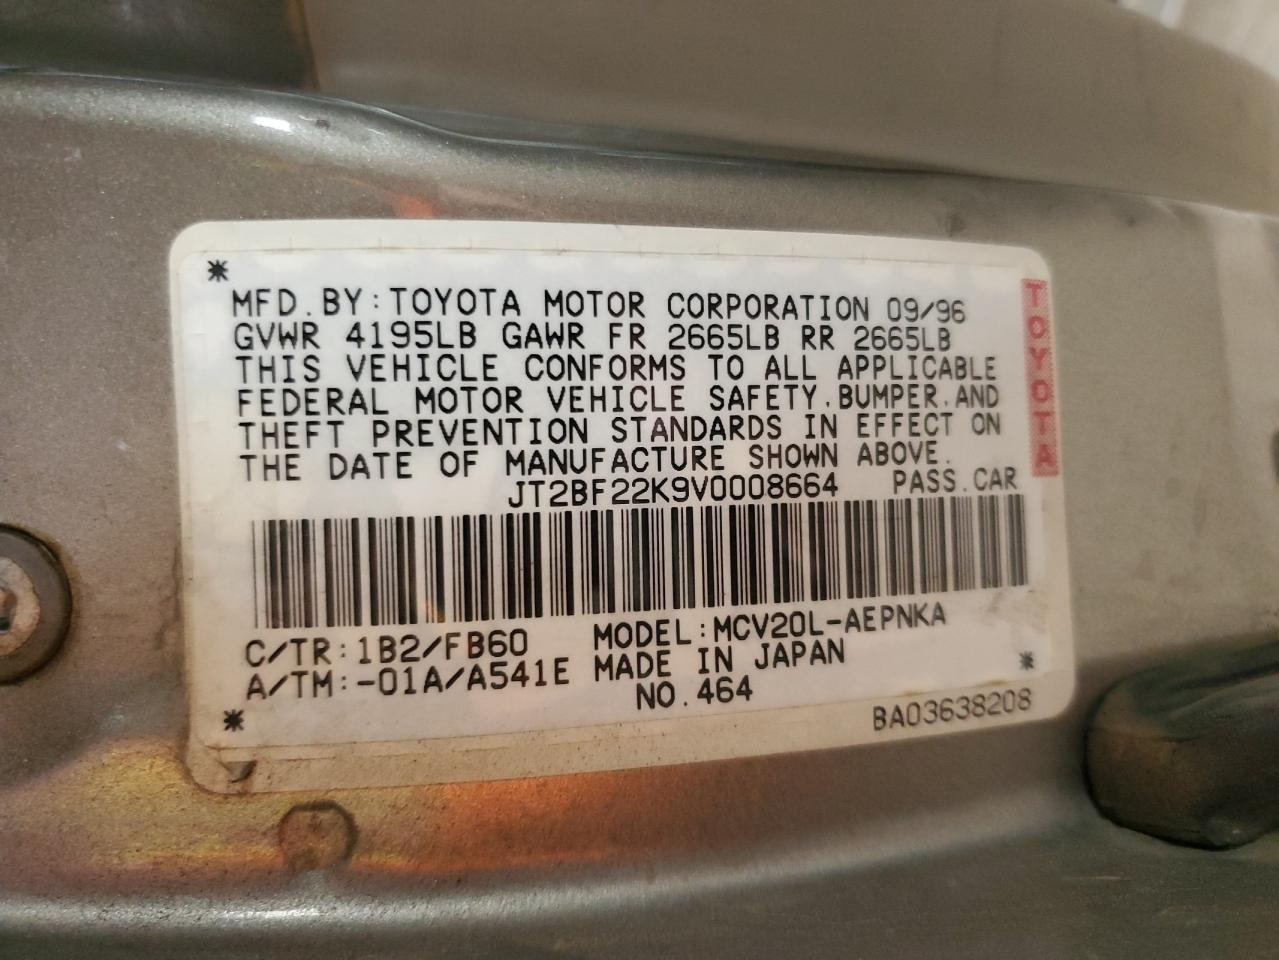 MFD.BY:TOYOTA MOTOR CORPORATION 09/96
GVWR 4195LB GAWR FR 2665LB RR 2665LB
THIS VEHICLE CONFORMS TO ALL APPLICABLE
FEDERAL MOTOR VEHICLE SAFETY,BUMPER,AND
THEFT PREVENTION STANDARDS IN EFFECT ON
THE DATE OF MANUFACTURE SHOWN ABOVE.
JT2BF22K9V0008664 PASS.CAR
TOYOTA
C/TR:1B2/FB60 MODEL:MCV20L-AEPNKA
A/TM:-01A/A541E MADE IN JAPAN
NO.464
BA03638208